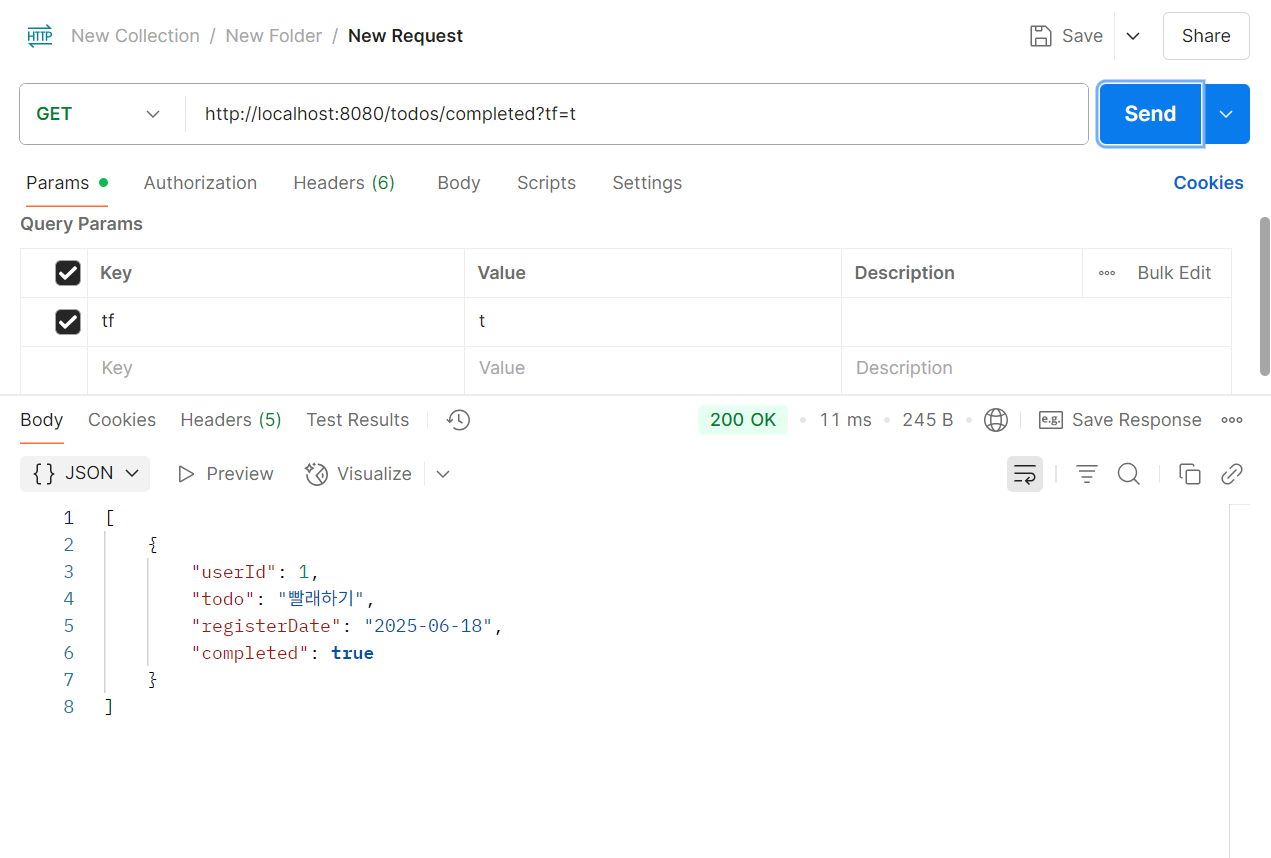 HTTP New Collection / New Folder / New Request Save Share
GET http://localhost:8080/todos/completed?tf=t Send
Params Authorization Headers (6) Body Scripts Settings Cookies
Query Params
Key Value Description Bulk Edit
tf t
Key Value Description
Body Cookies Headers (5) Test Results 200 OK 11 ms 245 B e.g. Save Response
{} JSON Preview Visualize
1 [
2 {
3 "userId": 1,
4 "todo": "빨래하기",
5 "registerDate": "2025-06-18",
6 "completed": true
7 }
8 ]